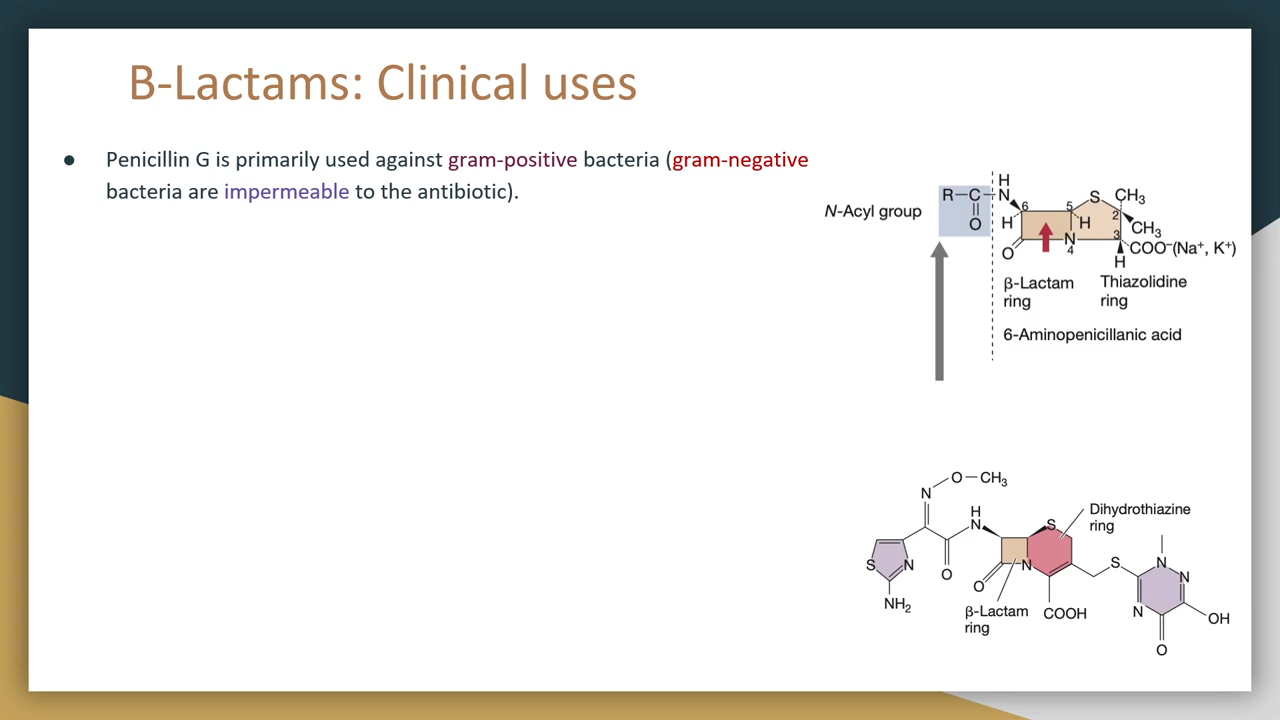 B-Lactams: Clinical uses
● Penicillin G is primarily used against gram-positive bacteria (gram-negative
bacteria are impermeable to the antibiotic).
N-Acyl group
R–C
O
H
N
H
6
5
S
H
N
4
O
2
3
CH₃
CH₃
COO⁻(Na⁺, K⁺)
H
β-Lactam
ring
Thiazolidine
ring
6-Aminopenicillanic acid
N
O–CH₃
H
N
S
Dihydrothiazine
ring
S
N
NH₂
O
O
N
β-Lactam
ring
COOH
S
N
N
N
OH
O